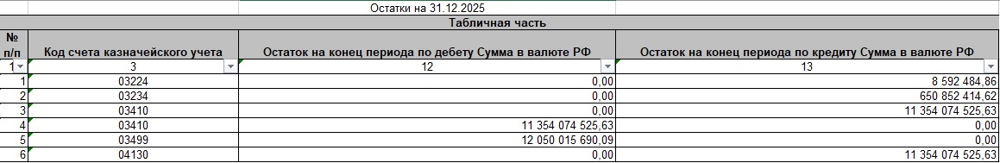 Остатки на 31.12.2025
Табличная часть
№ п/п Код счета казначейского учета Остаток на конец периода по дебету Сумма в валюте РФ Остаток на конец периода по кредиту Сумма в валюте РФ
1 3 12 13
1 03224 0,00 8 592 484,86
2 03234 0,00 650 852 414,62
3 03410 0,00 11 354 074 525,63
4 03410 11 354 074 525,63 0,00
5 03499 12 050 015 690,09 0,00
6 04130 0,00 11 354 074 525,63